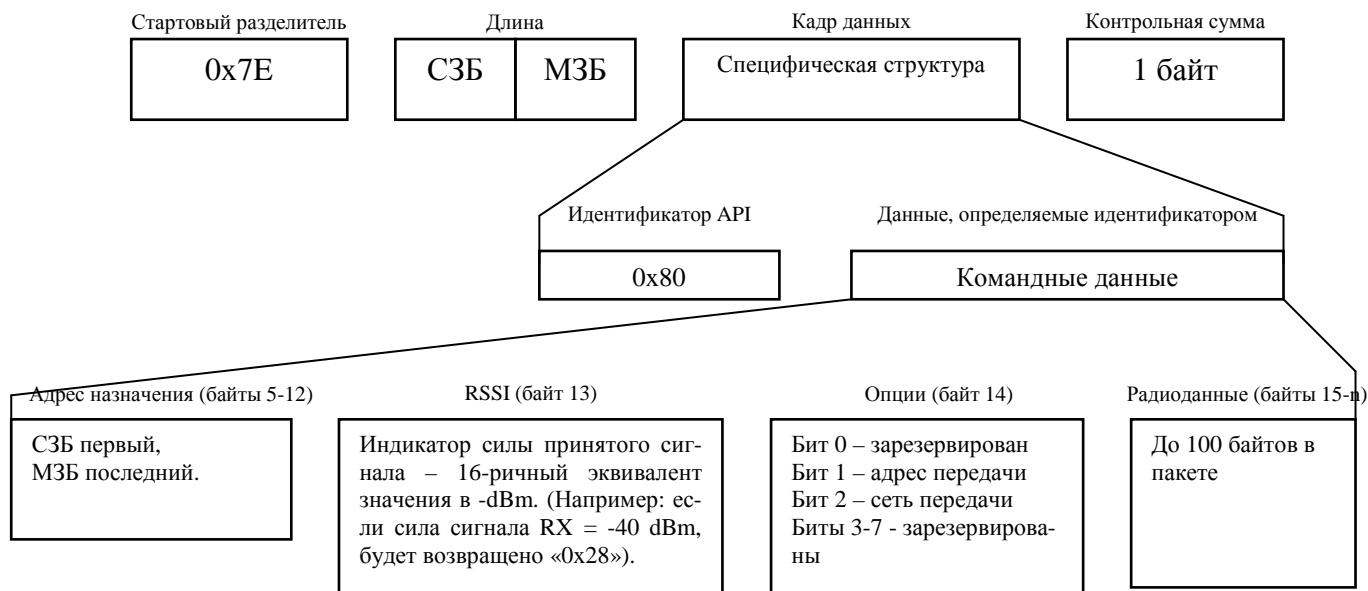 Стартовый разделитель
Длина
Кадр данных
Контрольная сумма
0x7E
СЗБ
МЗБ
Специфическая структура
1 байт
Идентификатор API
Данные, определяемые идентификатором
0x80
Командные данные
Адрес назначения (байты 5-12)
RSSI (байт 13)
Опции (байт 14)
Радиоданные (байты 15-n)
СЗБ первый,
МЗБ последний.
Индикатор силы принятого сиг-
нала – 16-ричный эквивалент
значения в -dBm. (Например: ес-
ли сила сигнала RX = -40 dBm,
будет возвращено «0x28»).
Бит 0 – зарезервирован
Бит 1 – адрес передачи
Бит 2 – сеть передачи
Биты 3-7 - зарезервирова-
ны
До 100 байтов в
пакете